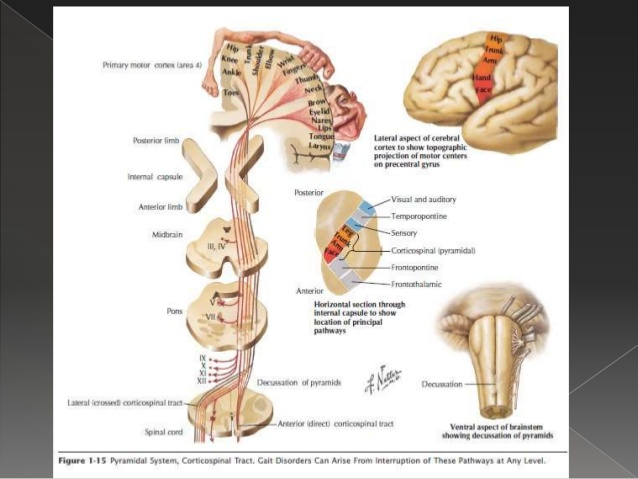 Primary motor cortex (area 4)
Hip
Knee
Ankle
Toes
Trunk
Shoulder
Elbow
Wrist
Fingers
Thumb
Neck
Brow
Eyelid
Nares
Lips
Tongue
Larynx
Hip
Trunk
Arm
Hand
Face
Lateral aspect of cerebral
cortex to show topographic
projection of motor centers
on precentral gyrus
Posterior limb
Internal capsule
Anterior limb
Midbrain
III, IV
Pons
V
VII
IX
X
XI
XII
Posterior
Visual and auditory
Temporopontine
Sensory
Leg
Trunk
Arm
Face
Corticospinal (pyramidal)
Frontopontine
Frontothalamic
Anterior
Horizontal section through
internal capsule to show
location of principal
pathways
Decussation of pyramids
F. Netter
Lateral (crossed) corticospinal tract
Anterior (direct) corticospinal tract
Spinal cord
Decussation
Ventral aspect of brainstem
showing decussation of pyramids
Figure 1-15 Pyramidal System, Corticospinal Tract. Gait Disorders Can Arise From Interruption of These Pathways at Any Level.